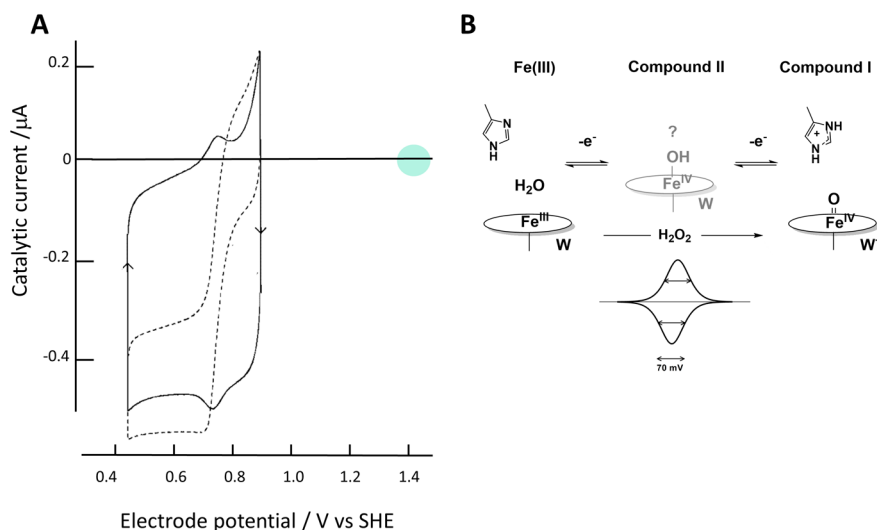 A
B
Catalytic current /μA
0.2
0
-0.2
-0.4
0.4 0.6 0.8 1.0 1.2 1.4
Electrode potential / V vs SHE
Fe(III) Compound II Compound I
N
N
H
-e⁻
?
OH
Fe^IV
W
-e⁻
NH
+
N
H
H₂O
Fe^III
W
H₂O₂
O
Fe^IV
W⁺
70 mV